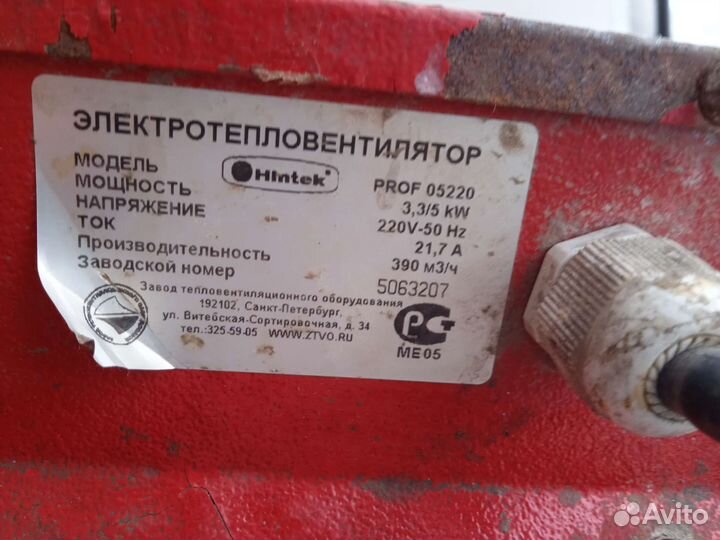 ЭЛЕКТРОТЕПЛОВЕНТИЛЯТОР
МОДЕЛЬ Hintek PROF 05220
МОЩНОСТЬ 3,3/5 kW
НАПРЯЖЕНИЕ 220V-50 Hz
ТОК 21,7 A
Производительность 390 м3/ч
Заводской номер 5063207
Завод тепловентиляционного оборудования
192102, Санкт-Петербург,
ул. Витебская-Сортировочная, д. 34
тел.:325-59-05 WWW.ZTVO.RU
РСТ
МЕ05
Avito